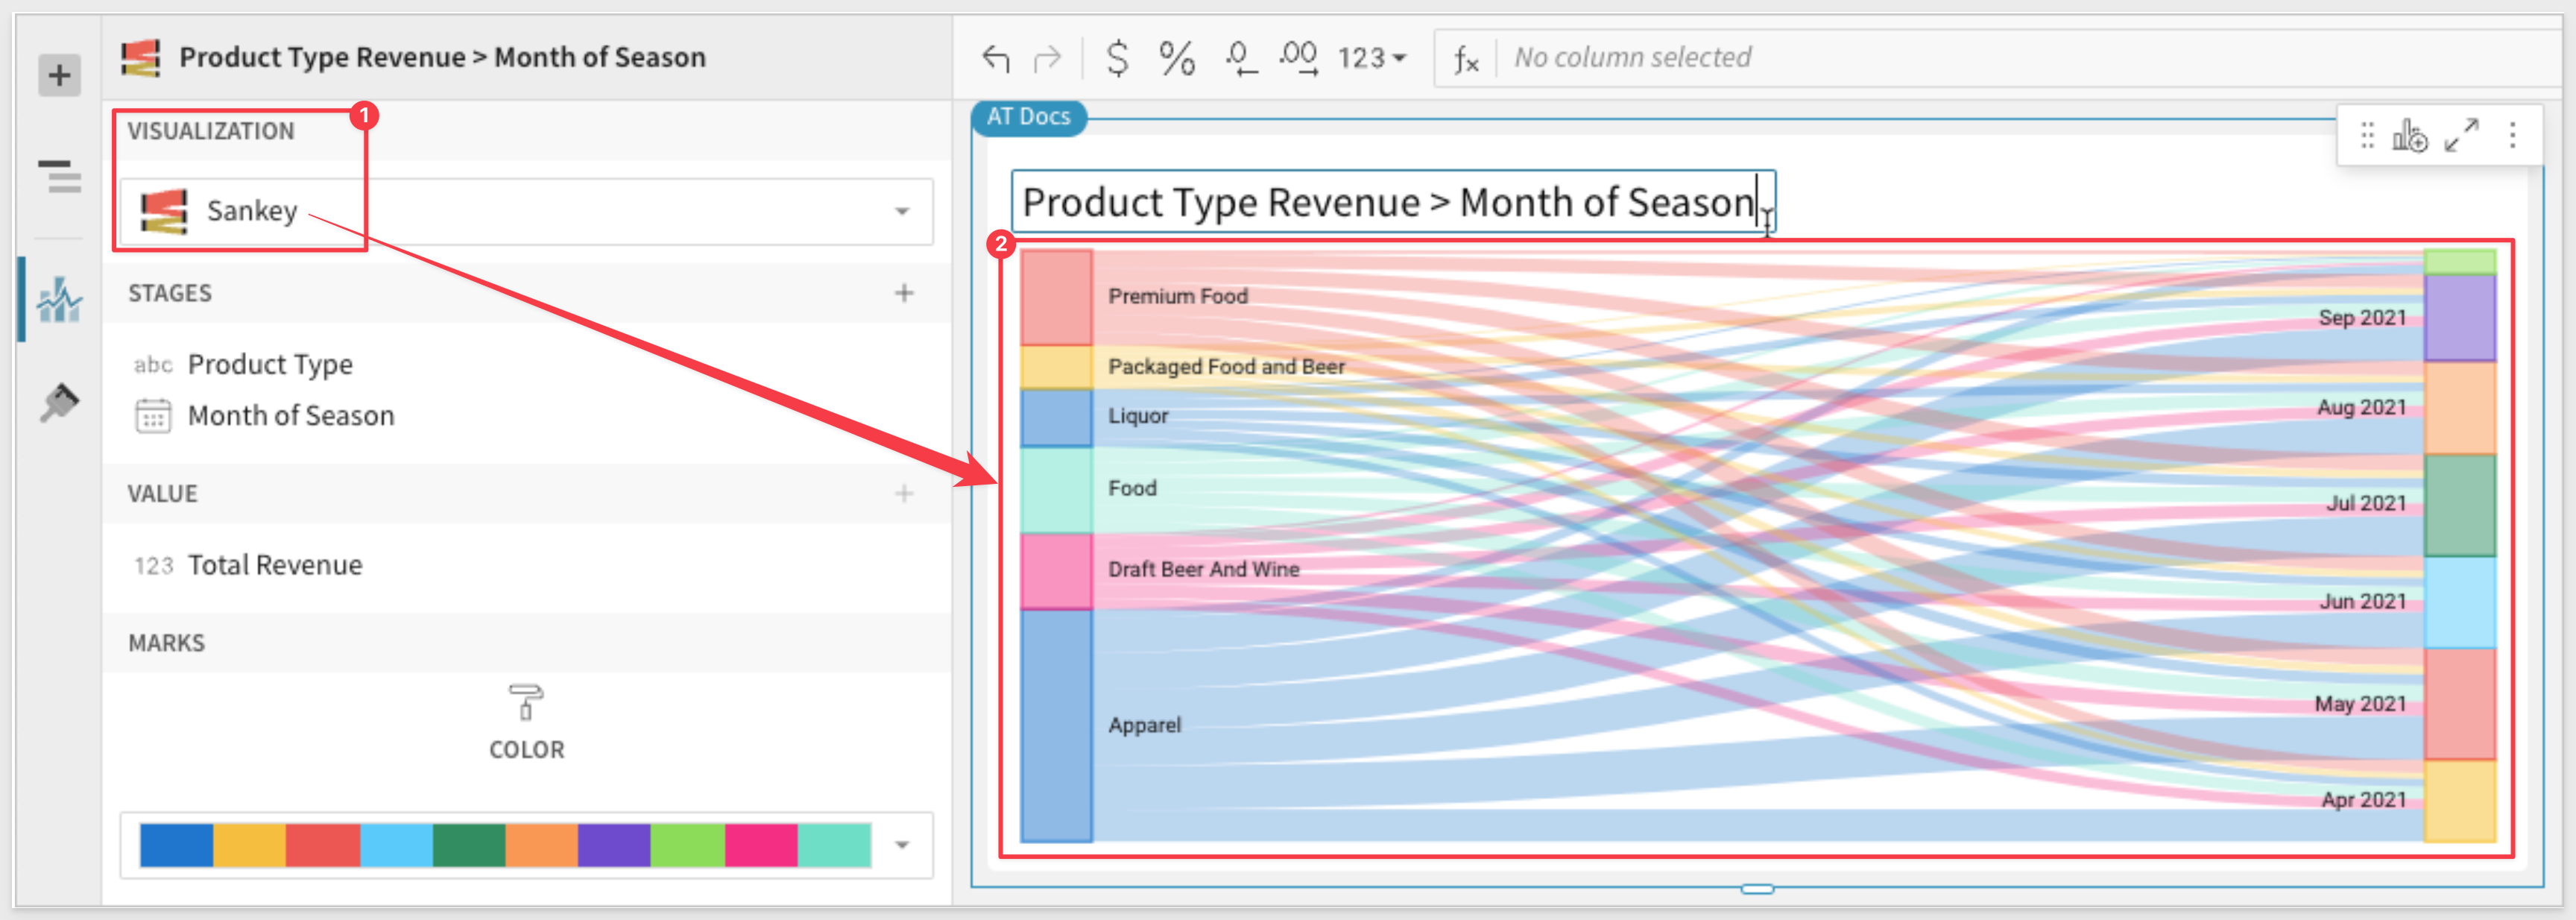 Product Type Revenue > Month of Season
VISUALIZATION
1
Sankey
STAGES
abc Product Type
Month of Season
VALUE
123 Total Revenue
MARKS
COLOR
$ % .0 .00 123
fx No column selected
AT Docs
Product Type Revenue > Month of Season
2
Premium Food
Packaged Food and Beer
Liquor
Food
Draft Beer And Wine
Apparel
Sep 2021
Aug 2021
Jul 2021
Jun 2021
May 2021
Apr 2021